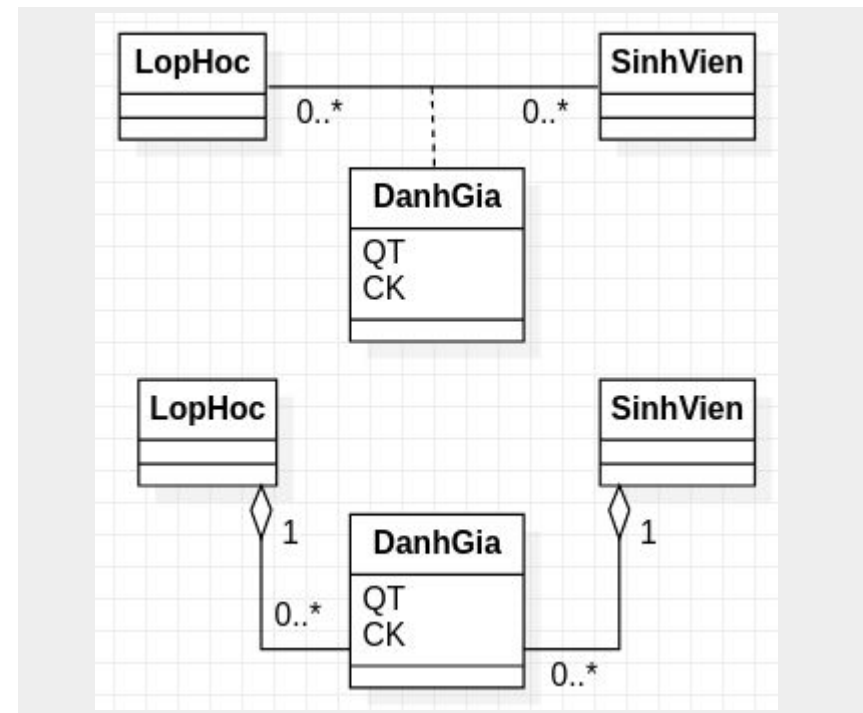 LopHoc
SinhVien
0..*
0..*
DanhGia
QT
CK
LopHoc
SinhVien
1
1
DanhGia
0..*
QT
CK
0..*